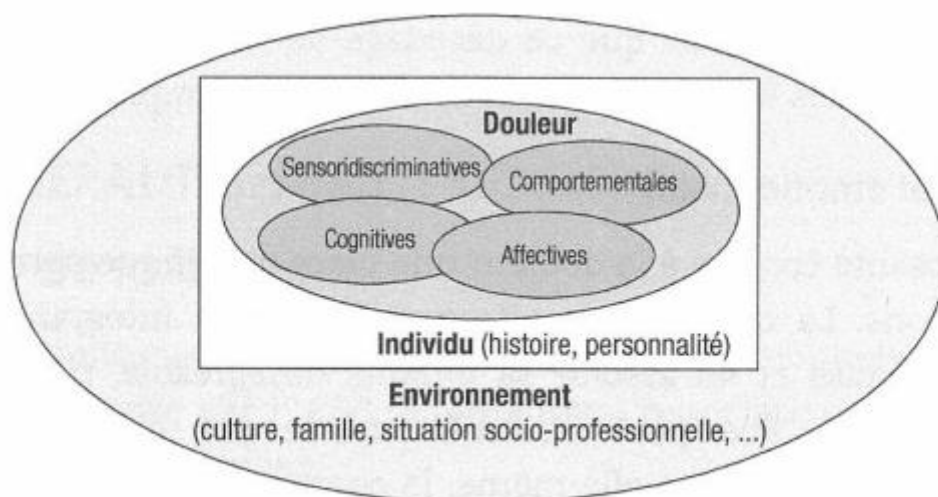 Douleur
Sensoridiscriminatives
Comportementales
Cognitives
Affectives
Individu (histoire, personnalité)
Environnement
(culture, famille, situation socio-professionnelle, ...)